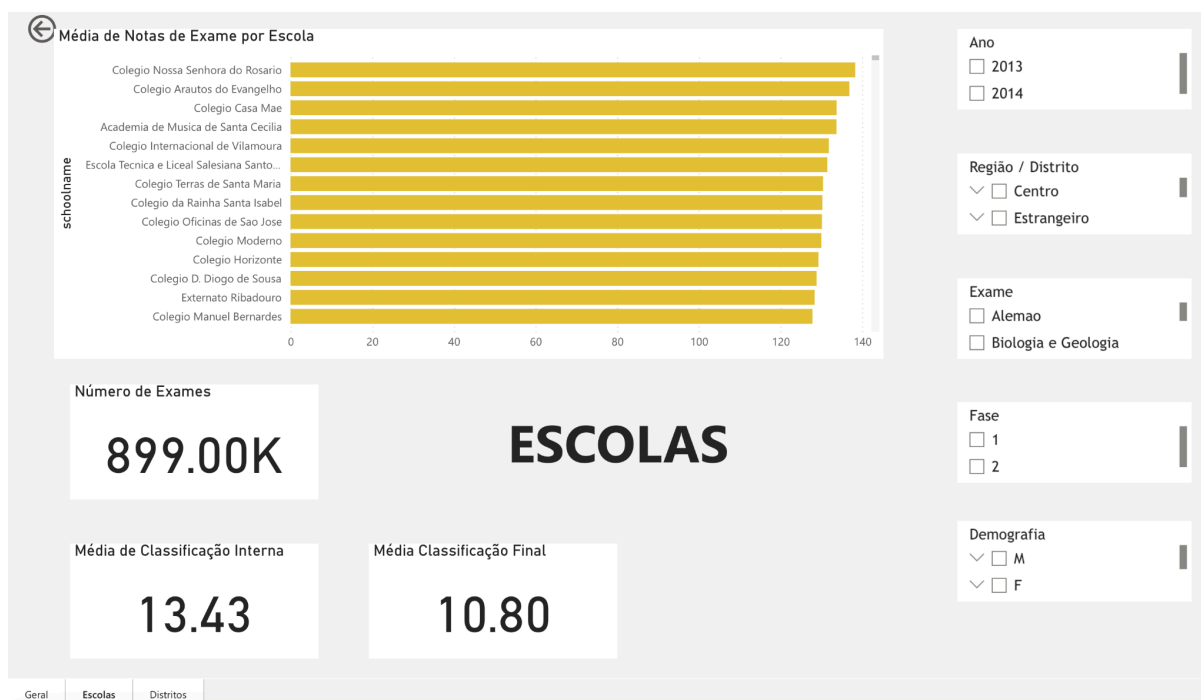 Média de Notas de Exame por Escola
schoolname
Colegio Nossa Senhora do Rosario
Colegio Arautos do Evangelho
Colegio Casa Mae
Academia de Musica de Santa Cecilia
Colegio Internacional de Vilamoura
Escola Tecnica e Liceal Salesiana Santo...
Colegio Terras de Santa Maria
Colegio da Rainha Santa Isabel
Colegio Oficinas de Sao Jose
Colegio Moderno
Colegio Horizonte
Colegio D. Diogo de Sousa
Externato Ribadouro
Colegio Manuel Bernardes
0 20 40 60 80 100 120 140
Número de Exames
899.00K
ESCOLAS
Média de Classificação Interna
13.43
Média Classificação Final
10.80
Ano
2013
2014
Região / Distrito
Centro
Estrangeiro
Exame
Alemao
Biologia e Geologia
Fase
1
2
Demografia
M
F
Geral Escolas Distritos